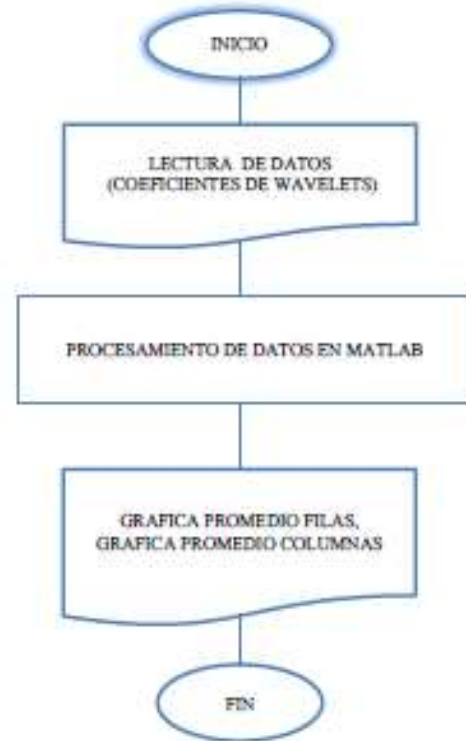 INICIO
LECTURA DE DATOS
(COEFICIENTES DE WAVELETS)
PROCESAMIENTO DE DATOS EN MATLAB
GRAFICA PROMEDIO FILAS,
GRAFICA PROMEDIO COLUMNAS
FIN